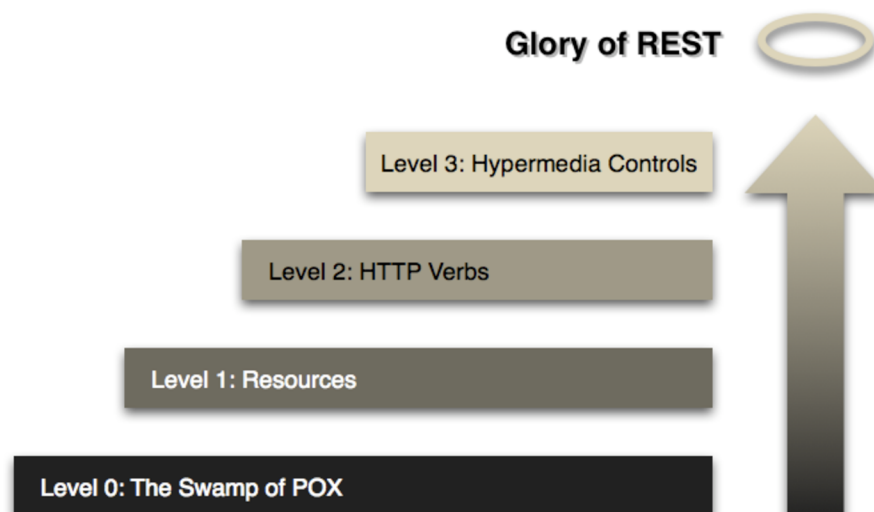 Glory of REST
Level 3: Hypermedia Controls
Level 2: HTTP Verbs
Level 1: Resources
Level 0: The Swamp of POX